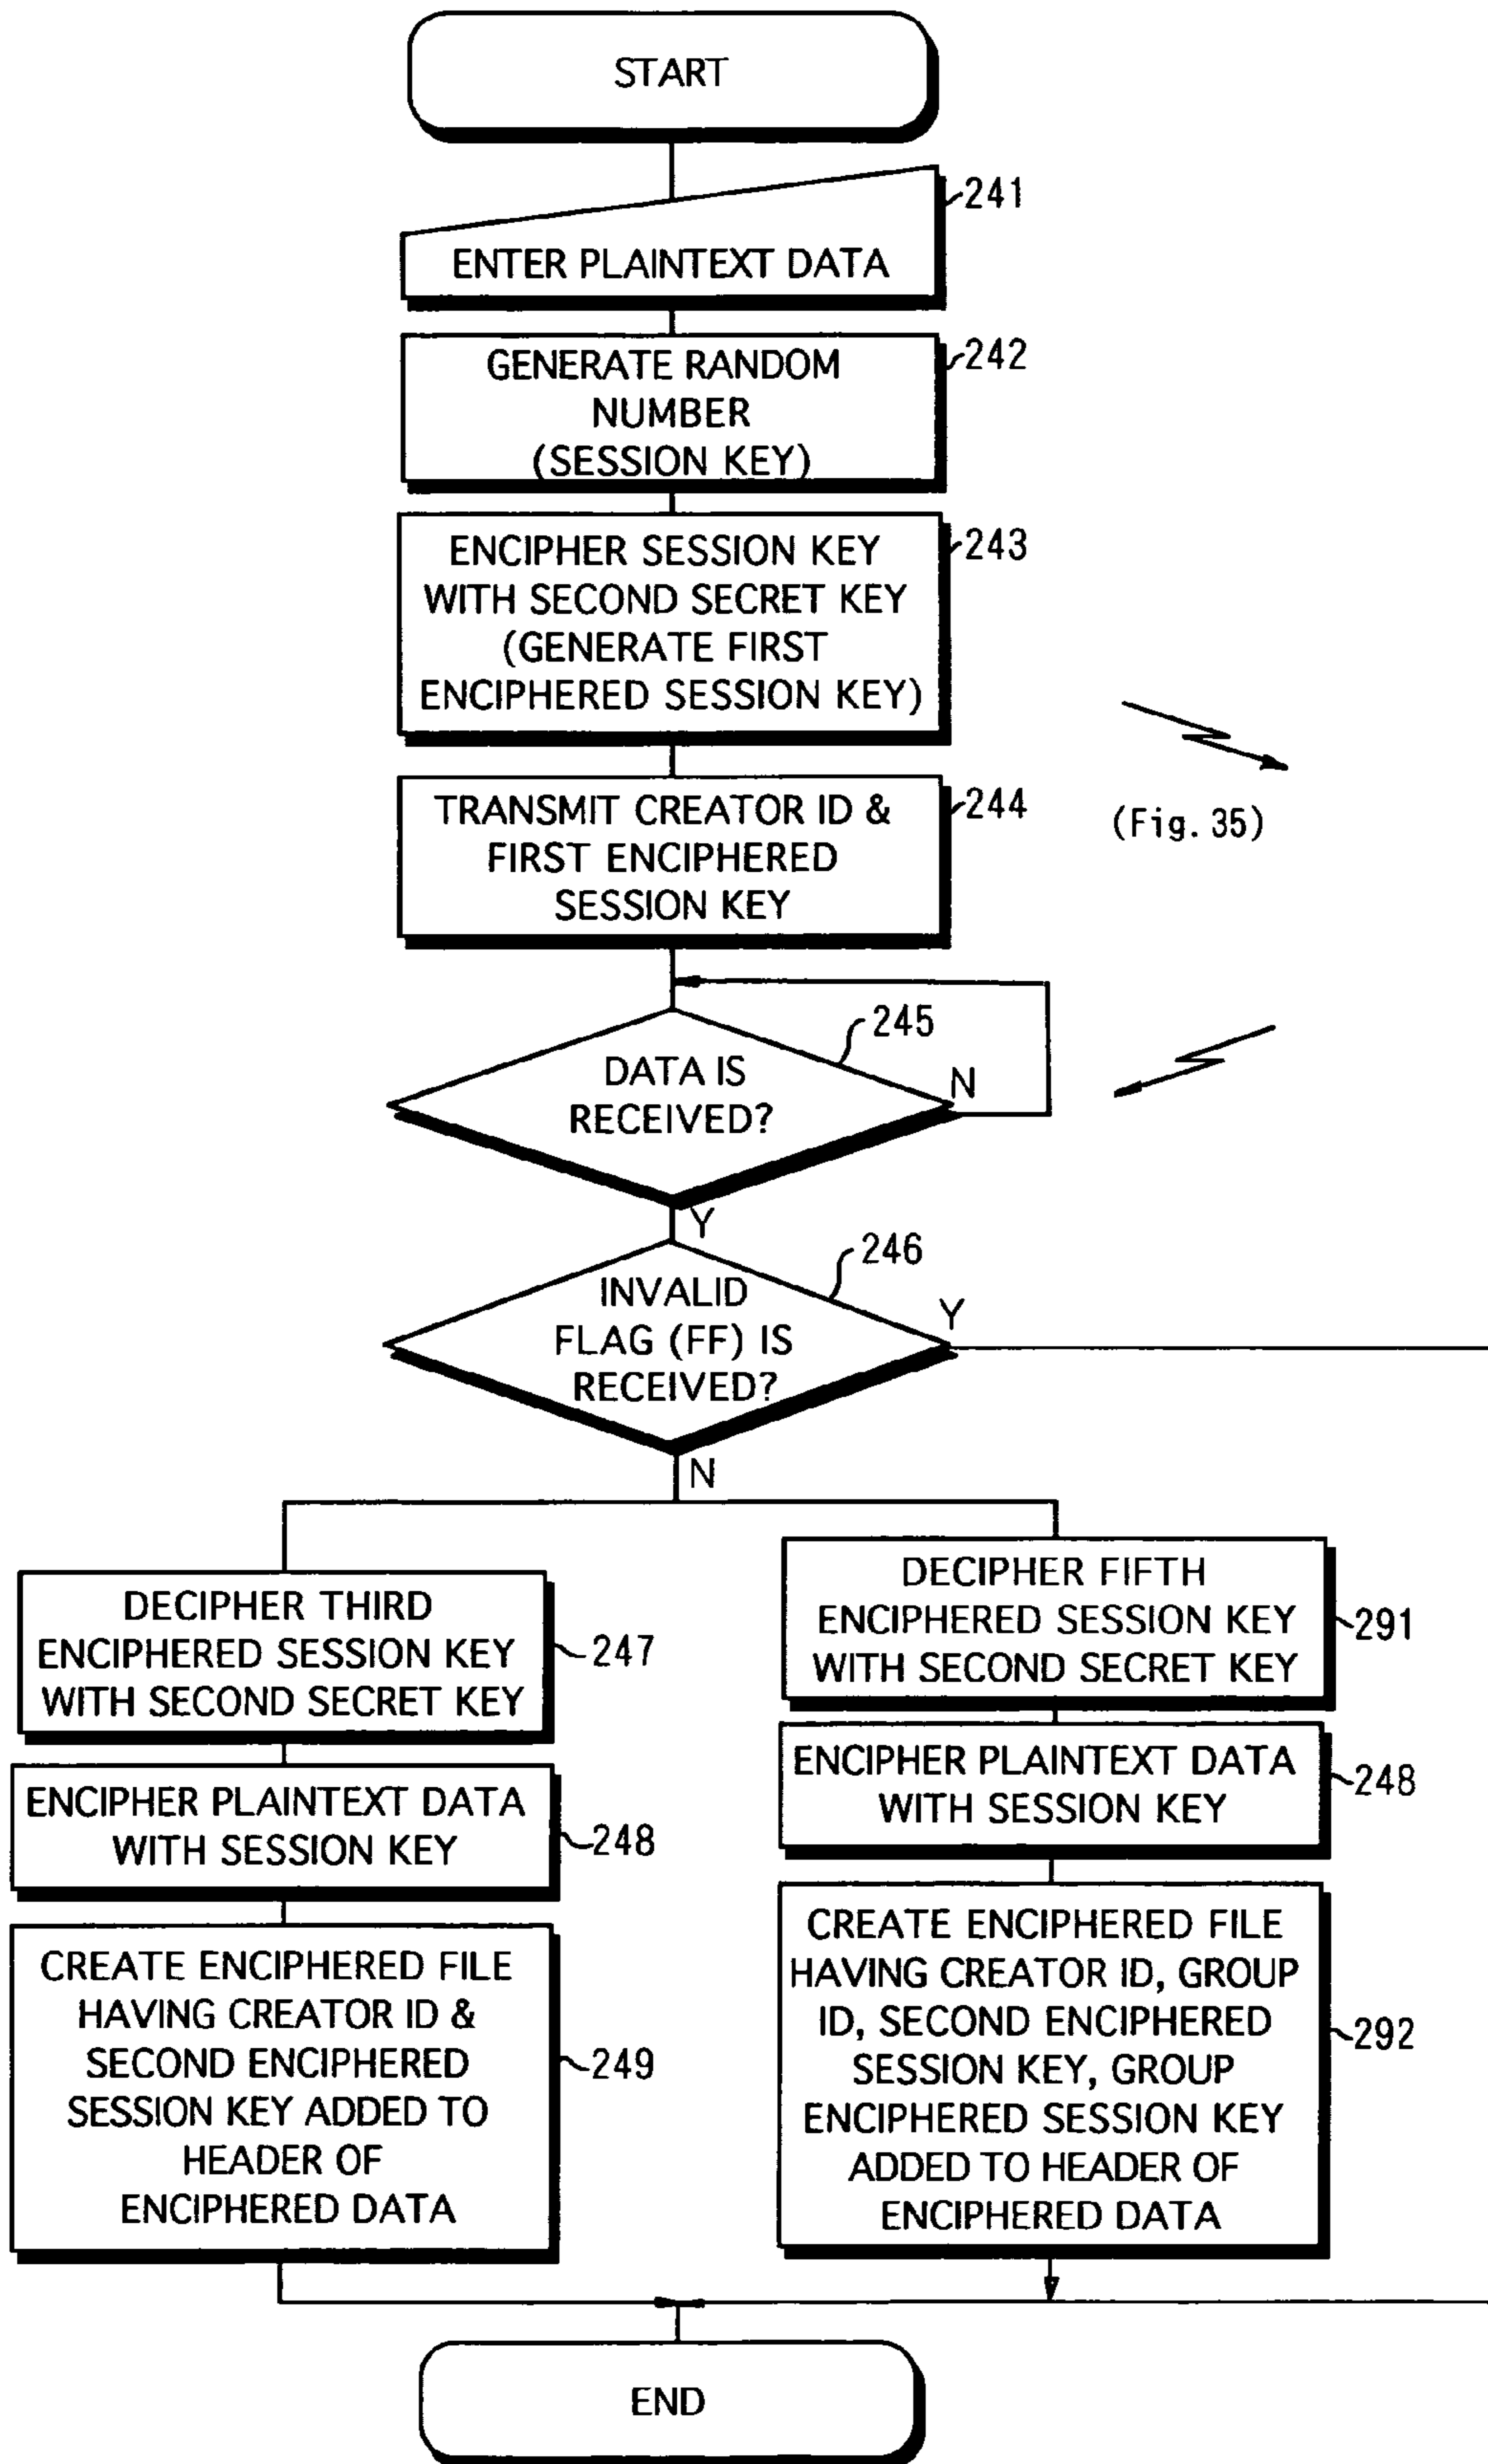 START
241
ENTER PLAINTEXT DATA
242
GENERATE RANDOM
NUMBER
(SESSION KEY)
243
ENCIPHER SESSION KEY
WITH SECOND SECRET KEY
(GENERATE FIRST
ENCIPHERED SESSION KEY)
244
TRANSMIT CREATOR ID &
FIRST ENCIPHERED
SESSION KEY
(Fig. 35)
245
DATA IS
RECEIVED?
N
Y
246
INVALID
FLAG (FF) IS
RECEIVED?
Y
N
DECIPHER THIRD
ENCIPHERED SESSION KEY
WITH SECOND SECRET KEY
247
ENCIPHER PLAINTEXT DATA
WITH SESSION KEY
248
CREATE ENCIPHERED FILE
HAVING CREATOR ID &
SECOND ENCIPHERED
SESSION KEY ADDED TO
HEADER OF
ENCIPHERED DATA
249
DECIPHER FIFTH
ENCIPHERED SESSION KEY
WITH SECOND SECRET KEY
291
ENCIPHER PLAINTEXT DATA
WITH SESSION KEY
248
CREATE ENCIPHERED FILE
HAVING CREATOR ID, GROUP
ID, SECOND ENCIPHERED
SESSION KEY, GROUP
ENCIPHERED SESSION KEY
ADDED TO HEADER OF
ENCIPHERED DATA
292
END